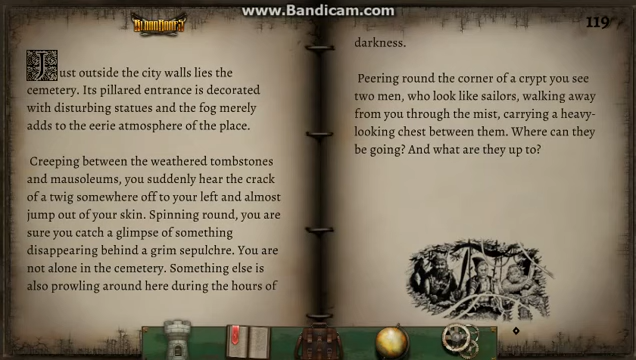 www.Bandicam.com
BLOODBONES
119
Just outside the city walls lies the
cemetery. Its pillared entrance is decorated
with disturbing statues and the fog merely
adds to the eerie atmosphere of the place.
Creeping between the weathered tombstones
and mausoleums, you suddenly hear the crack
of a twig somewhere off to your left and almost
jump out of your skin. Spinning round, you are
sure you catch a glimpse of something
disappearing behind a grim sepulchre. You are
not alone in the cemetery. Something else is
also prowling around here during the hours of
darkness.
Peering round the corner of a crypt you see
two men, who look like sailors, walking away
from you through the mist, carrying a heavy-
looking chest between them. Where can they
be going? And what are they up to?